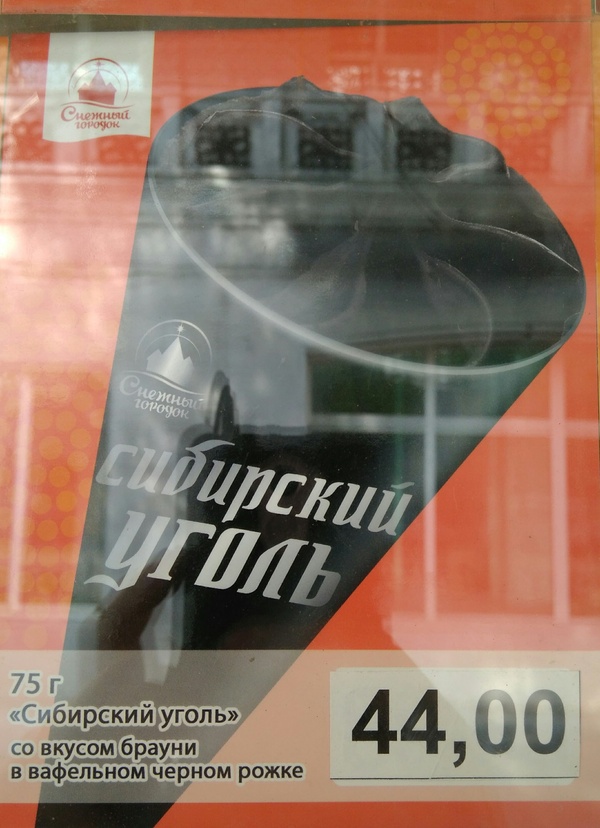 Снежный
городок
Снежный
городок
сибирский
уголь
75 г
«Сибирский уголь»
со вкусом брауни
в вафельном черном рожке
44,00